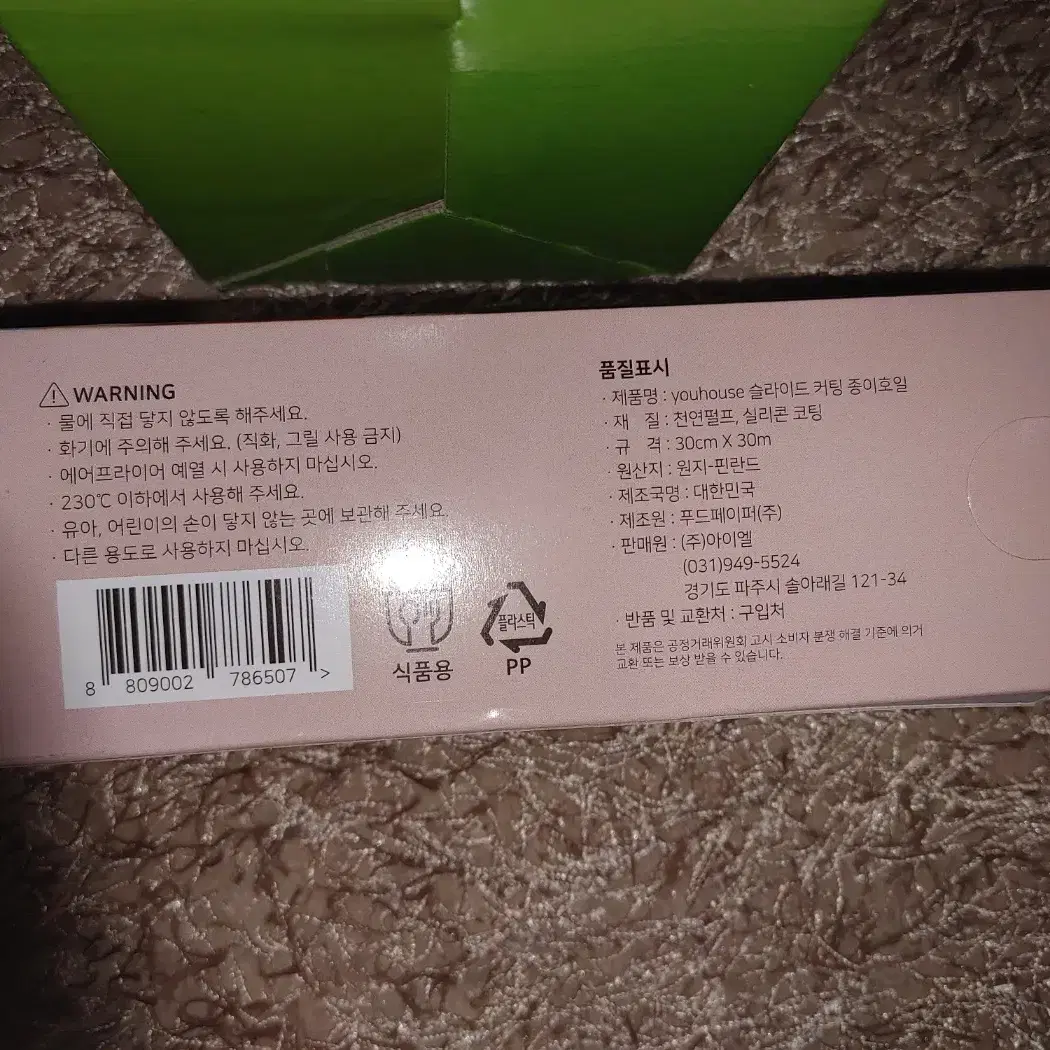 ⚠ WARNING
· 물에 직접 닿지 않도록 해주세요.
· 화기에 주의해 주세요. (직화, 그릴 사용 금지)
· 에어프라이어 예열 시 사용하지 마십시오.
· 230℃ 이하에서 사용해 주세요.
· 유아, 어린이의 손이 닿지 않는 곳에 보관해 주세요.
· 다른 용도로 사용하지 마십시오.
8 809002 786507 >
식품용
플라스틱
PP
품질표시
· 제품명 : youhouse 슬라이드 커팅 종이호일
· 재 질 : 천연펄프, 실리콘 코팅
· 규 격 : 30cm X 30m
· 원산지 : 원지-핀란드
· 제조국명 : 대한민국
· 제조원 : 푸드페이퍼(주)
· 판매원 : (주)아이엘
(031)949-5524
경기도 파주시 솔아래길 121-34
· 반품 및 교환처 : 구입처
본 제품은 공정거래위원회 고시 소비자 분쟁 해결 기준에 의거
교환 또는 보상 받을 수 있습니다.